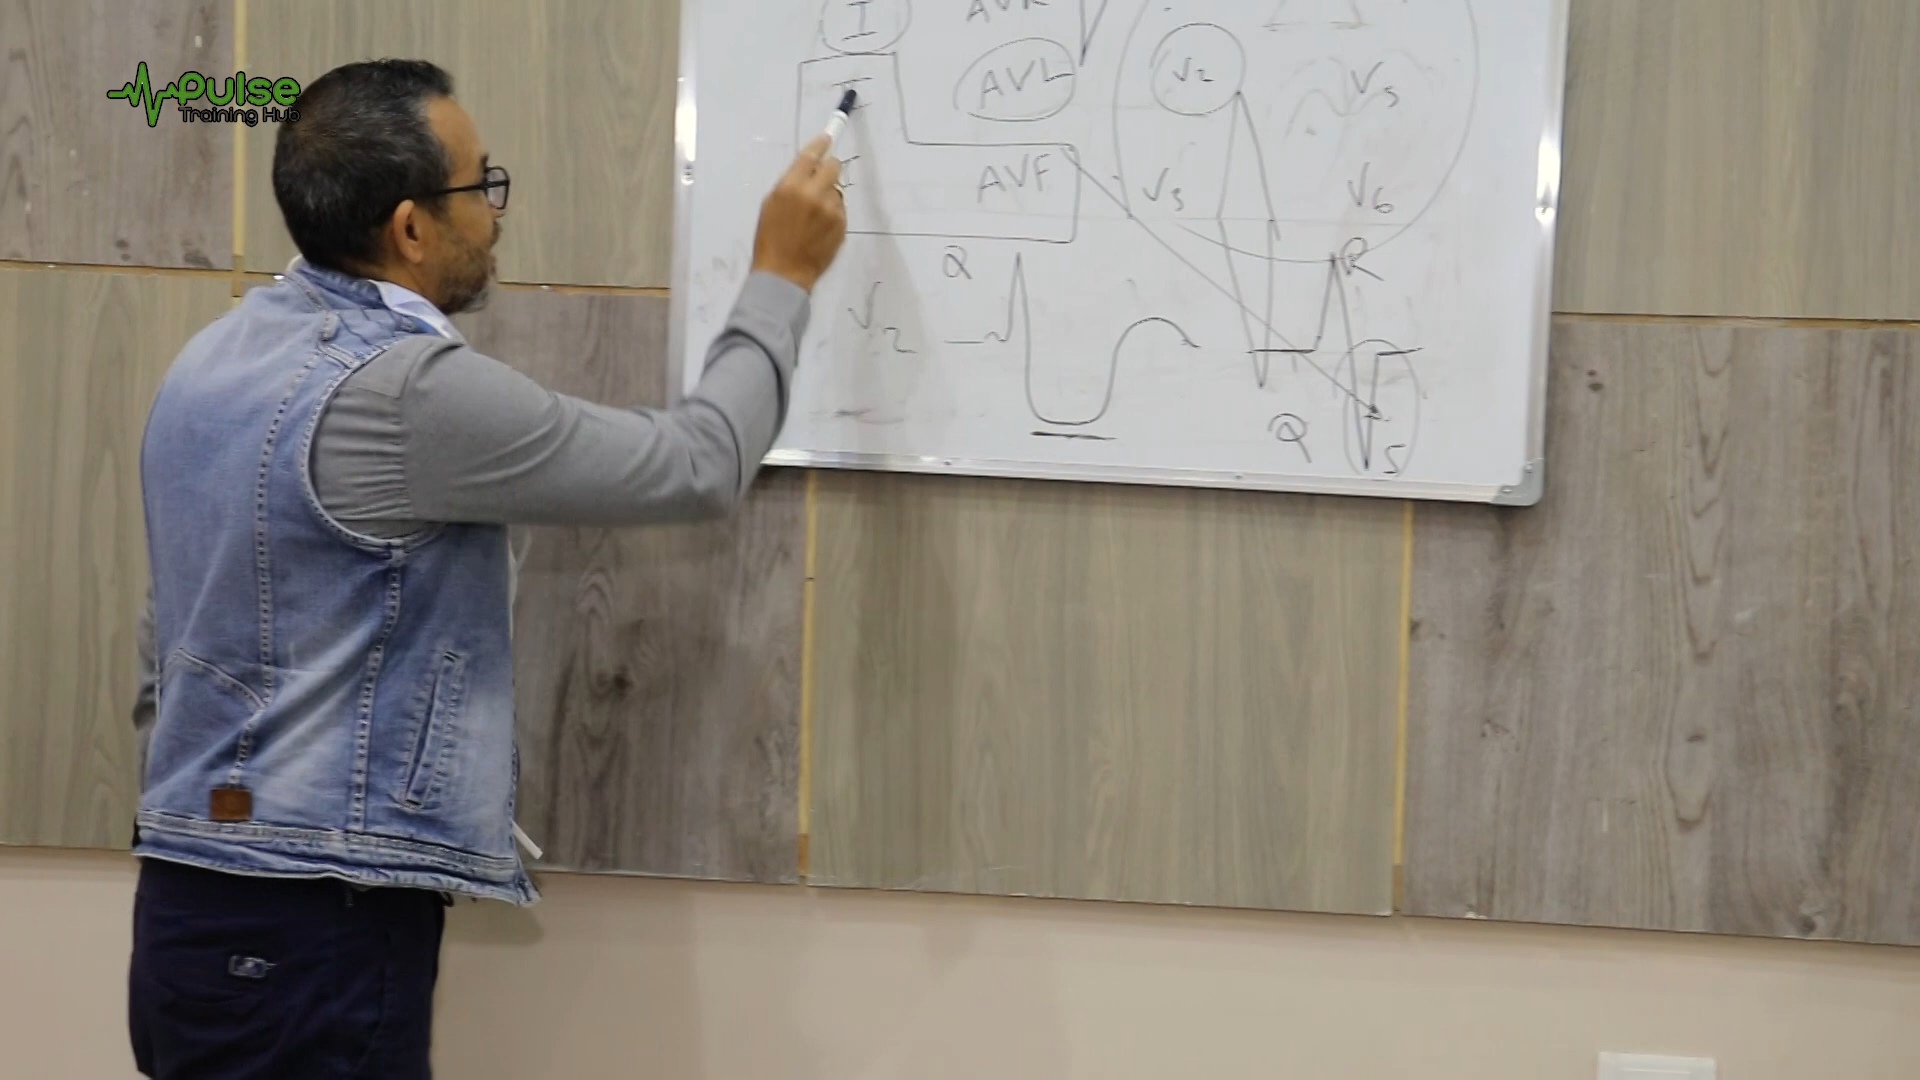 Pulse
Training Hub
I AVR
AVL V2 V5
AVF V3 V6
Q R
V2
Q S